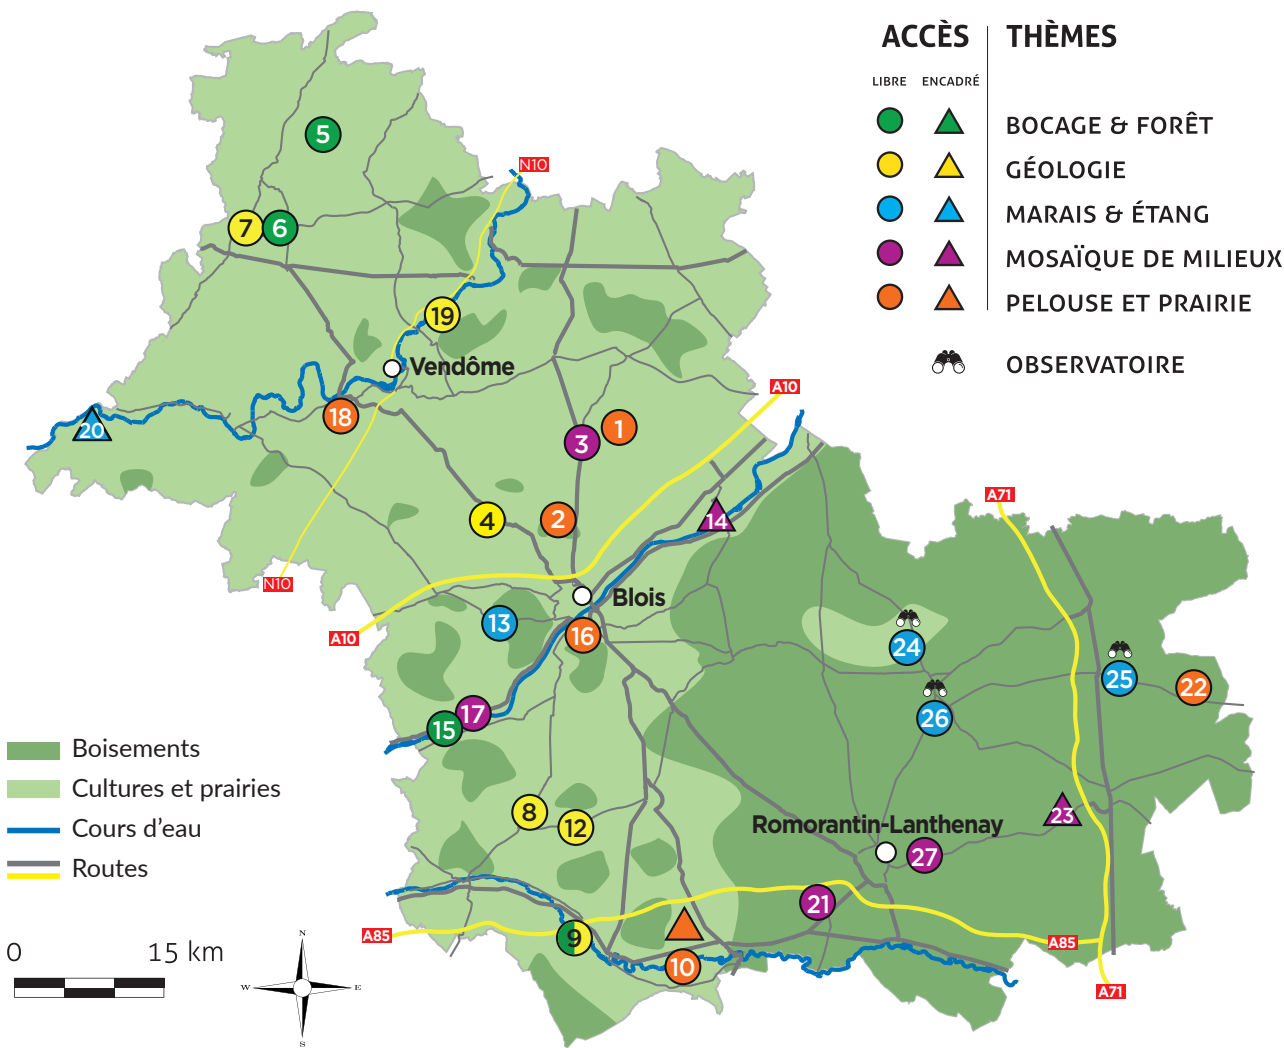 ACCÈS THÈMES
LIBRE ENCADRÉ
BOCAGE & FORÊT
GÉOLOGIE
MARAIS & ÉTANG
MOSAÏQUE DE MILIEUX
PELOUSE ET PRAIRIE
OBSERVATOIRE
5
N10
7 6
19
Vendôme
A10
18
20
1
3
4 2
14
A71
N10
Blois
13
16
A10
24
25
22
26
17
15
Boisements
Cultures et prairies
Cours d'eau
Routes
8
12
23
Romorantin-Lanthenay
27
21
A85
9
A85
10
A71
0 15 km
N
W E
S